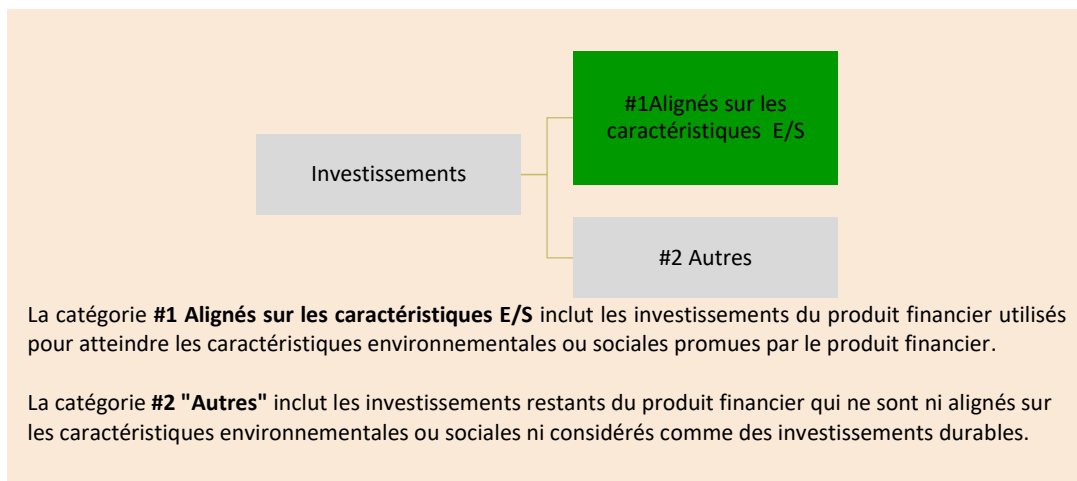 #1Alignés sur les
caractéristiques E/S
Investissements
#2 Autres
La catégorie #1 Alignés sur les caractéristiques E/S inclut les investissements du produit financier utilisés
pour atteindre les caractéristiques environnementales ou sociales promues par le produit financier.
La catégorie #2 "Autres" inclut les investissements restants du produit financier qui ne sont ni alignés sur
les caractéristiques environnementales ou sociales ni considérés comme des investissements durables.